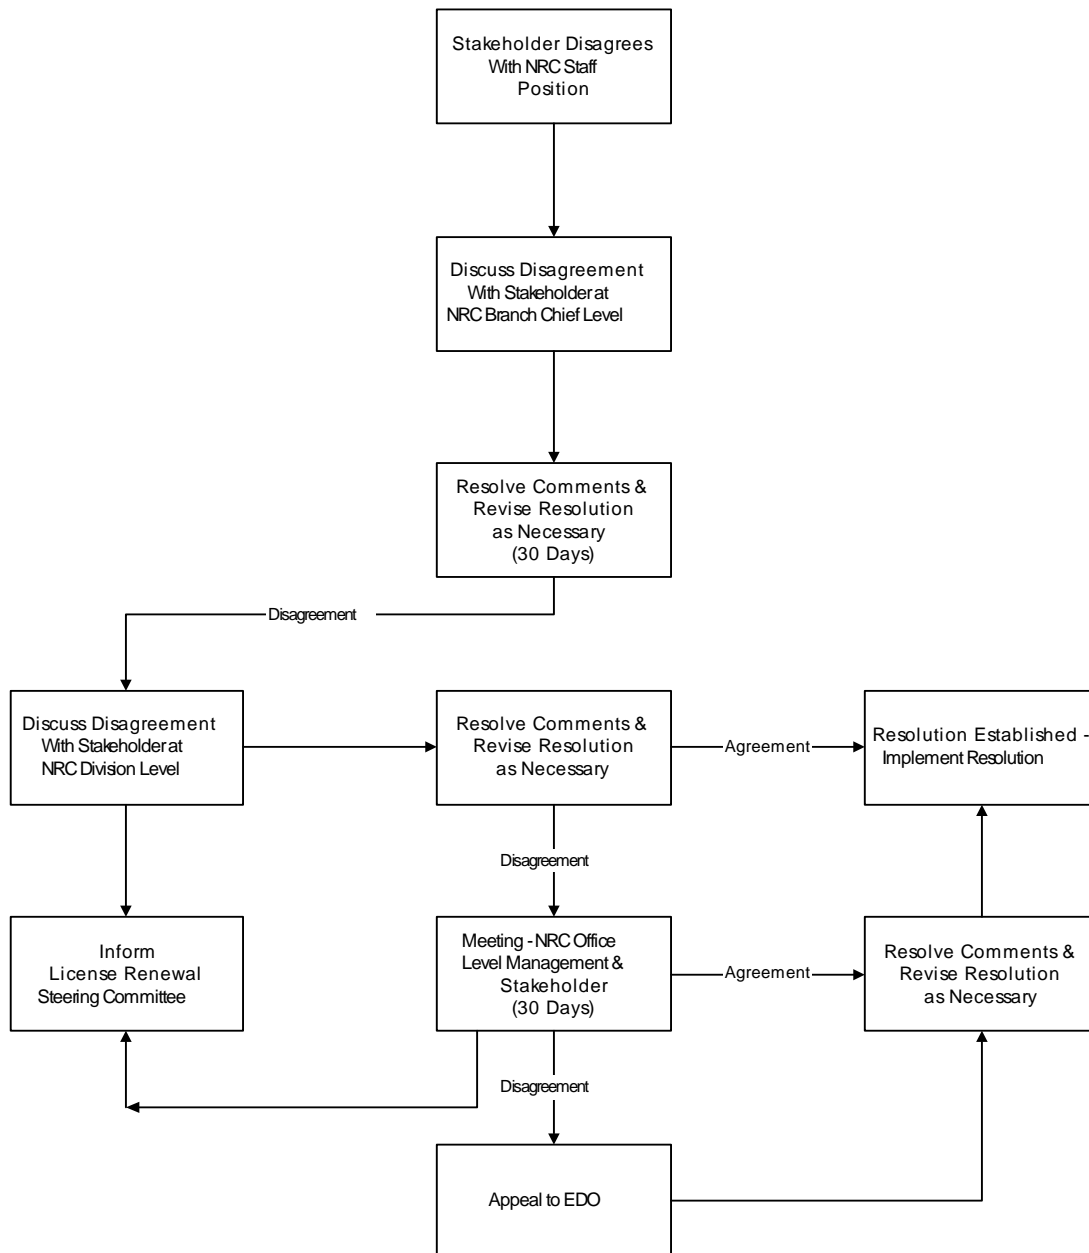 Stakeholder Disagrees
With NRC Staff
Position
Discuss Disagreement
With Stakeholder at
NRC Branch Chief Level
Resolve Comments &
Revise Resolution
as Necessary
(30 Days)
Disagreement
Discuss Disagreement
With Stakeholder at
NRC Division Level
Resolve Comments &
Revise Resolution
as Necessary
Agreement
Resolution Established -
Implement Resolution
Disagreement
Inform
License Renewal
Steering Committee
Meeting - NRC Office
Level Management &
Stakeholder
(30 Days)
Agreement
Resolve Comments &
Revise Resolution
as Necessary
Disagreement
Appeal to EDO